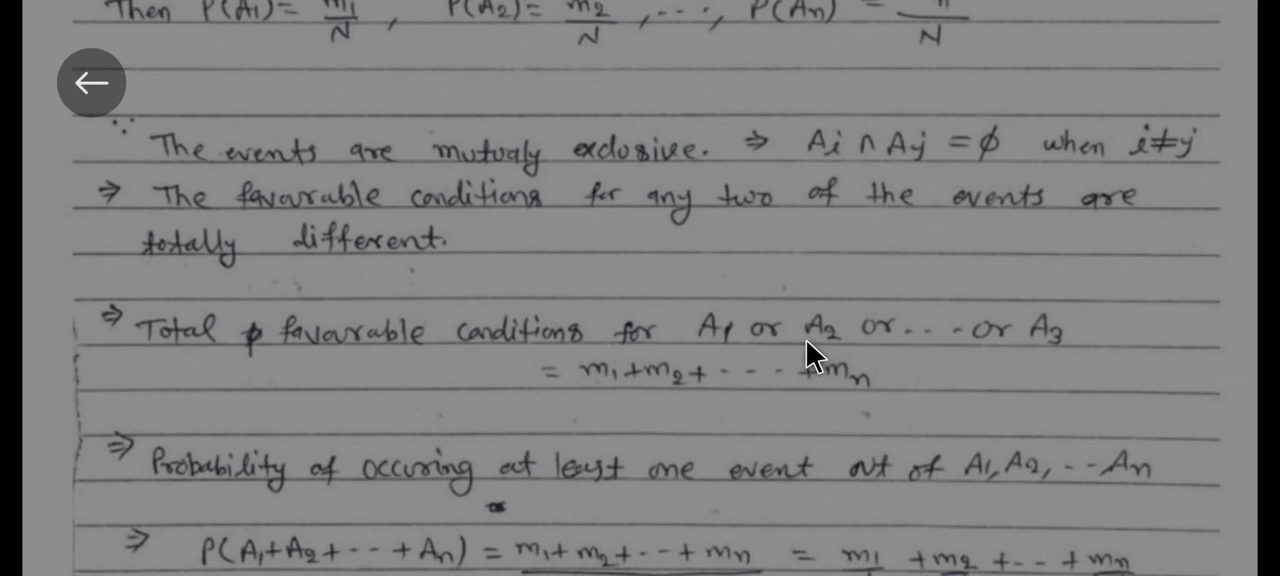 Then P(A1) = m1/N , P(A2) = m2/N , ---, P(An) = /N
∵ The events are mutualy exclusive. ⇒ Ai ∩ Aj = φ when i≠j
⇒ The favarable conditions for any two of the events are
totally different.
⇒ Total favarable conditions for A1 or A2 or... - or A3
= m1+m2+ - - - - +mn
⇒ Probability of occuring at least one event out of A1, A2, --An
⇒ P(A1+A2+ --- +An) = m1+m2+--+mn = m1 +m2 +-- + mn